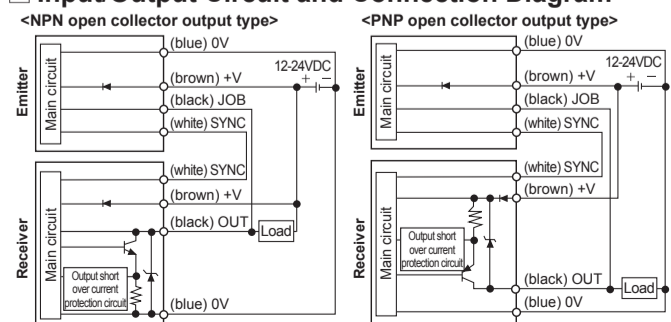 Input/Output Circuit and Connection Diagram
<NPN open collector output type>
(blue) 0V
12-24VDC
+ −
(brown) +V
(black) JOB
(white) SYNC
Emitter
Main circuit
(white) SYNC
(brown) +V
(black) OUT
Load
Receiver
Main circuit
Output short
over current
protection circuit
(blue) 0V
<PNP open collector output type>
(blue) 0V
12-24VDC
+ −
(brown) +V
(black) JOB
(white) SYNC
Emitter
Main circuit
(white) SYNC
(brown) +V
Receiver
Main circuit
Output short
over current
protection circuit
(black) OUT
Load
(blue) 0V